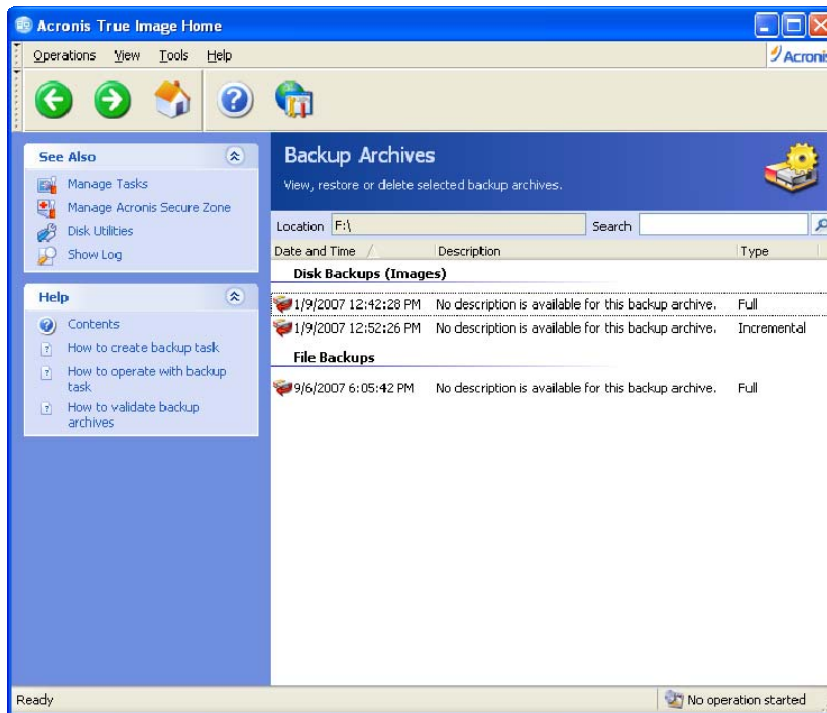 Acronis True Image Home
Operations View Tools Help
Acronis
See Also
Manage Tasks
Manage Acronis Secure Zone
Disk Utilities
Show Log
Help
Contents
How to create backup task
How to operate with backup
task
How to validate backup
archives
Backup Archives
View, restore or delete selected backup archives.
Location F:\ Search
Date and Time Description Type
Disk Backups (Images)
1/9/2007 12:42:28 PM No description is available for this backup archive. Full
1/9/2007 12:52:26 PM No description is available for this backup archive. Incremental
File Backups
9/6/2007 6:05:42 PM No description is available for this backup archive. Full
Ready No operation started